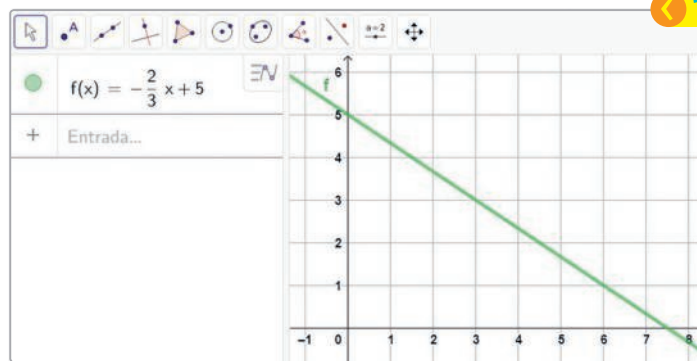 A
a=2
f(x) = -2/3 x + 5
+ Entrada...
f
6
5
4
3
2
1
-1 0 1 2 3 4 5 6 7 8